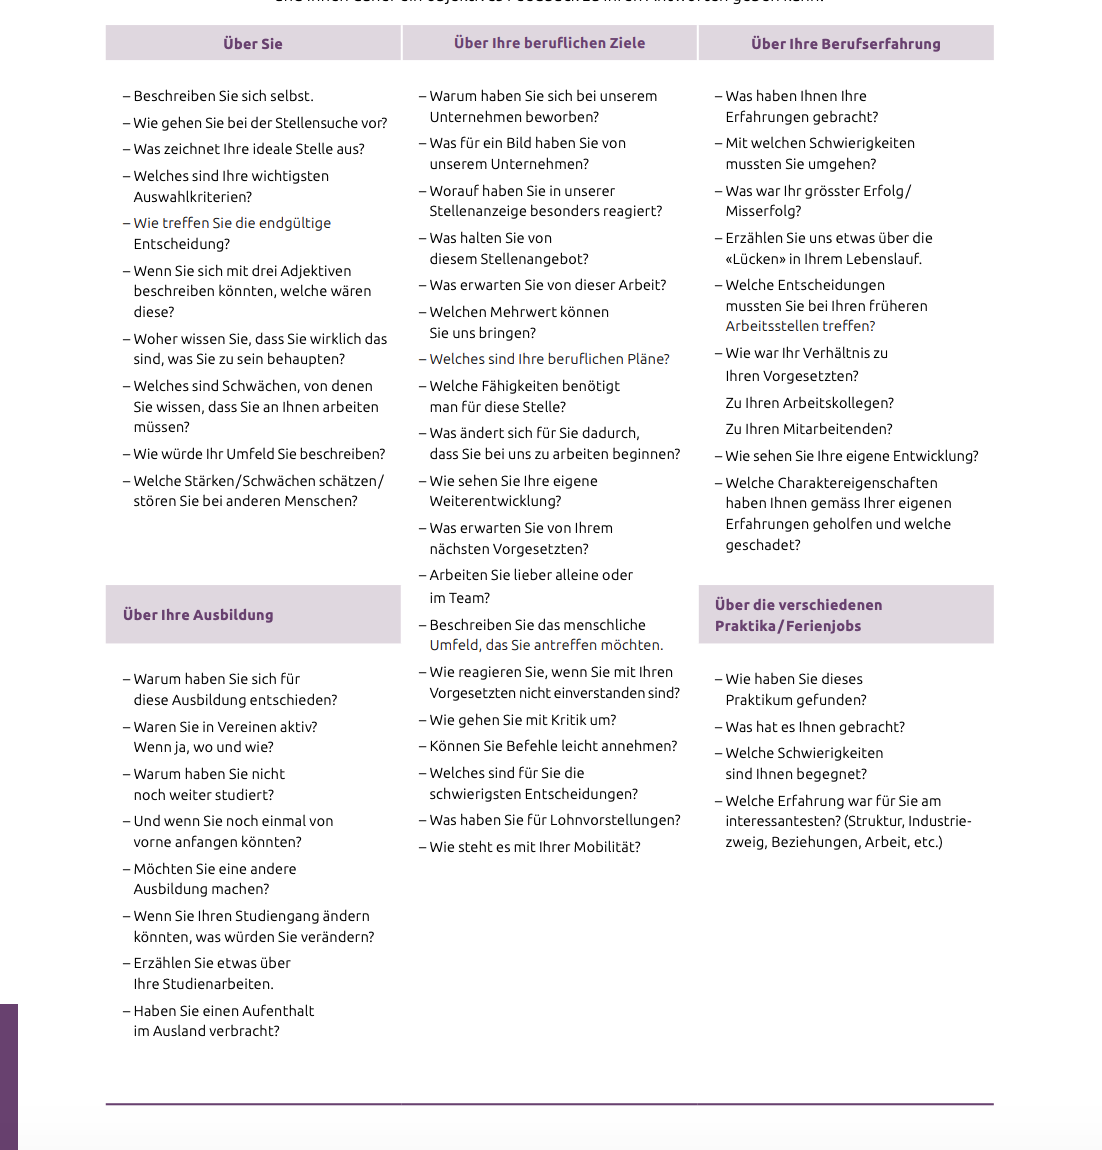 Über Sie
– Beschreiben Sie sich selbst.
– Wie gehen Sie bei der Stellensuche vor?
– Was zeichnet Ihre ideale Stelle aus?
– Welches sind Ihre wichtigsten
Auswahlkriterien?
– Wie treffen Sie die endgültige
Entscheidung?
– Wenn Sie sich mit drei Adjektiven
beschreiben könnten, welche wären
diese?
– Woher wissen Sie, dass Sie wirklich das
sind, was Sie zu sein behaupten?
– Welches sind Schwächen, von denen
Sie wissen, dass Sie an Ihnen arbeiten
müssen?
– Wie würde Ihr Umfeld Sie beschreiben?
– Welche Stärken/Schwächen schätzen/
stören Sie bei anderen Menschen?
Über Ihre Ausbildung
– Warum haben Sie sich für
diese Ausbildung entschieden?
– Waren Sie in Vereinen aktiv?
Wenn ja, wo und wie?
– Warum haben Sie nicht
noch weiter studiert?
– Und wenn Sie noch einmal von
vorne anfangen könnten?
– Möchten Sie eine andere
Ausbildung machen?
– Wenn Sie Ihren Studiengang ändern
könnten, was würden Sie verändern?
– Erzählen Sie etwas über
Ihre Studienarbeiten.
– Haben Sie einen Aufenthalt
im Ausland verbracht?
Über Ihre beruflichen Ziele
– Warum haben Sie sich bei unserem
Unternehmen beworben?
– Was für ein Bild haben Sie von
unserem Unternehmen?
– Worauf haben Sie in unserer
Stellenanzeige besonders reagiert?
– Was halten Sie von
diesem Stellenangebot?
– Was erwarten Sie von dieser Arbeit?
– Welchen Mehrwert können
Sie uns bringen?
– Welches sind Ihre beruflichen Pläne?
– Welche Fähigkeiten benötigt
man für diese Stelle?
– Was ändert sich für Sie dadurch,
dass Sie bei uns zu arbeiten beginnen?
– Wie sehen Sie Ihre eigene
Weiterentwicklung?
– Was erwarten Sie von Ihrem
nächsten Vorgesetzten?
– Arbeiten Sie lieber alleine oder
im Team?
– Beschreiben Sie das menschliche
Umfeld, das Sie antreffen möchten.
– Wie reagieren Sie, wenn Sie mit Ihren
Vorgesetzten nicht einverstanden sind?
– Wie gehen Sie mit Kritik um?
– Können Sie Befehle leicht annehmen?
– Welches sind für Sie die
schwierigsten Entscheidungen?
– Was haben Sie für Lohnvorstellungen?
– Wie steht es mit Ihrer Mobilität?
Über Ihre Berufserfahrung
– Was haben Ihnen Ihre
Erfahrungen gebracht?
– Mit welchen Schwierigkeiten
mussten Sie umgehen?
– Was war Ihr grösster Erfolg/
Misserfolg?
– Erzählen Sie uns etwas über die
«Lücken» in Ihrem Lebenslauf.
– Welche Entscheidungen
mussten Sie bei Ihren früheren
Arbeitsstellen treffen?
– Wie war Ihr Verhältnis zu
Ihren Vorgesetzten?
Zu Ihren Arbeitskollegen?
Zu Ihren Mitarbeitenden?
– Wie sehen Sie Ihre eigene Entwicklung?
– Welche Charaktereigenschaften
haben Ihnen gemäss Ihrer eigenen
Erfahrungen geholfen und welche
geschadet?
Über die verschiedenen
Praktika/Ferienjobs
– Wie haben Sie dieses
Praktikum gefunden?
– Was hat es Ihnen gebracht?
– Welche Schwierigkeiten
sind Ihnen begegnet?
– Welche Erfahrung war für Sie am
interessantesten? (Struktur, Industrie-
zweig, Beziehungen, Arbeit, etc.)